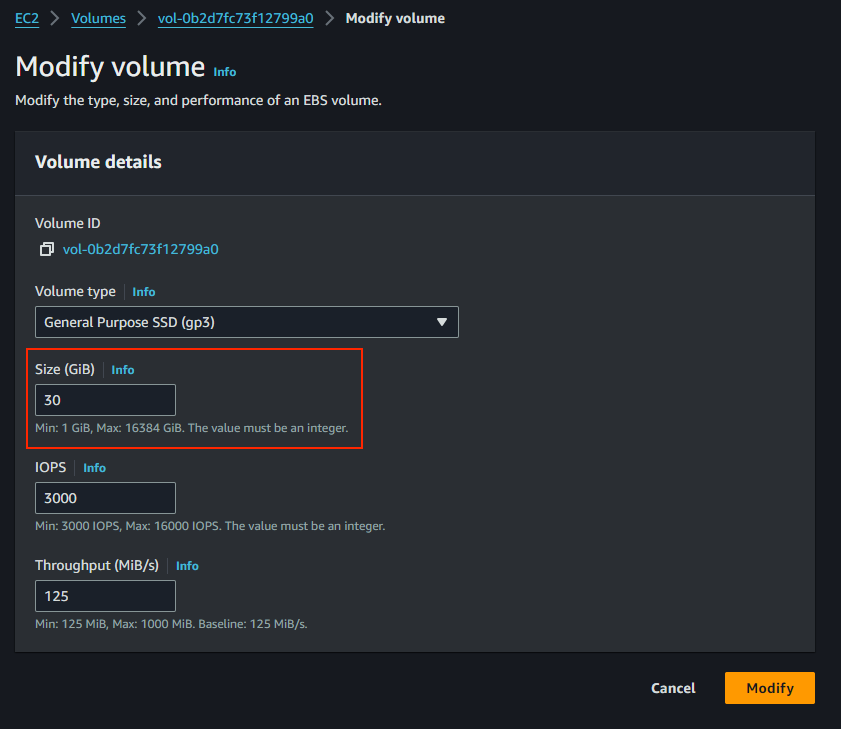 EC2 > Volumes > vol-0b2d7fc73f12799a0 > Modify volume
Modify volume Info
Modify the type, size, and performance of an EBS volume.
Volume details
Volume ID
vol-0b2d7fc73f12799a0
Volume type Info
General Purpose SSD (gp3)
Size (GiB) Info
30
Min: 1 GiB, Max: 16384 GiB. The value must be an integer.
IOPS Info
3000
Min: 3000 IOPS, Max: 16000 IOPS. The value must be an integer.
Throughput (MiB/s) Info
125
Min: 125 MiB, Max: 1000 MiB. Baseline: 125 MiB/s.
Cancel Modify